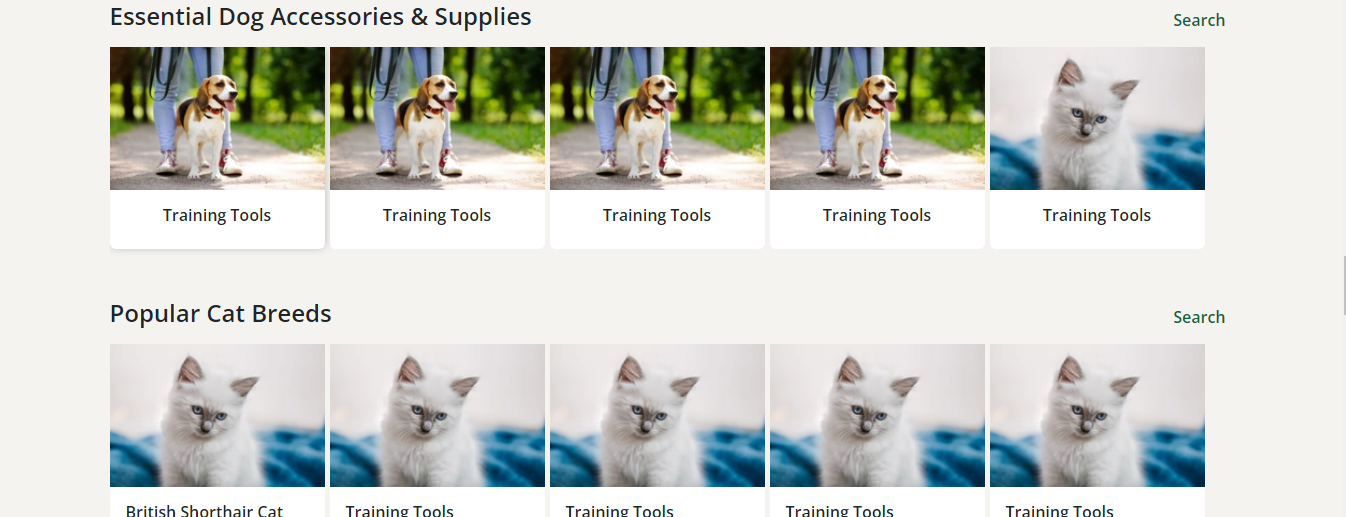 Essential Dog Accessories & Supplies
Search
Training Tools
Training Tools
Training Tools
Training Tools
Training Tools
Popular Cat Breeds
Search
British Shorthair Cat
Training Tools
Training Tools
Training Tools
Training Tools